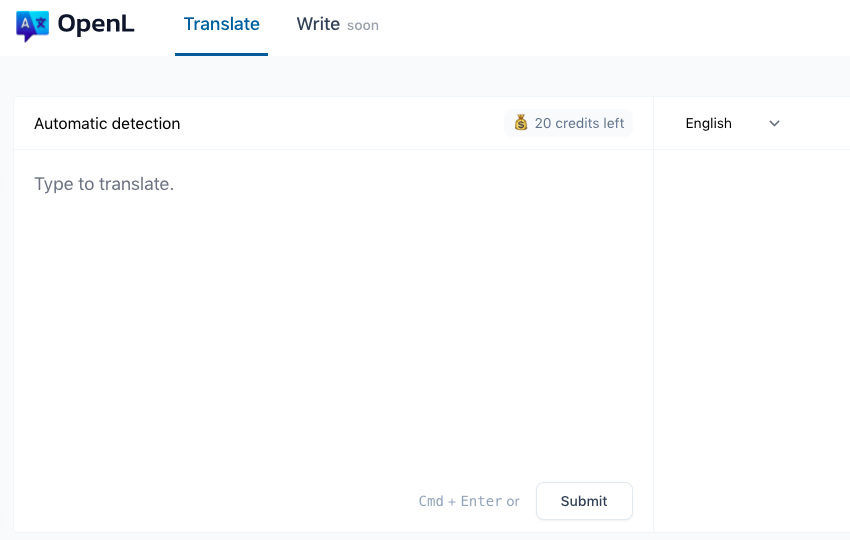 OpenL Translate Write soon
Automatic detection 20 credits left English
Type to translate.
Cmd + Enter or Submit